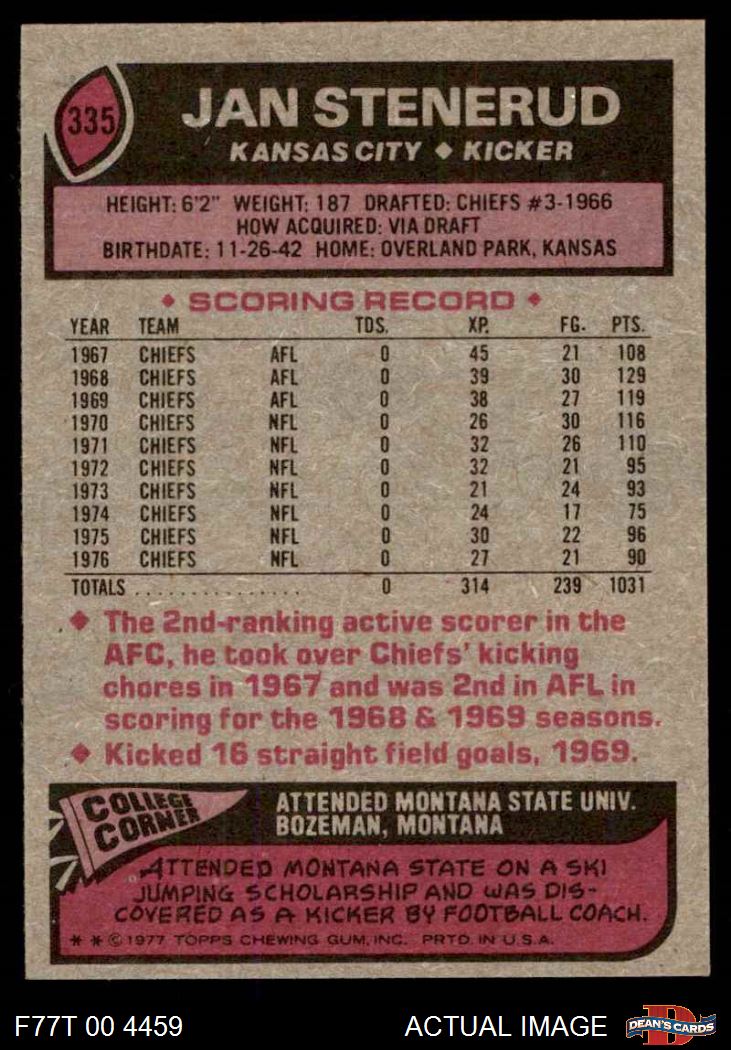 335
JAN STENERUD
KANSAS CITY ◆ KICKER
HEIGHT: 6'2" WEIGHT: 187 DRAFTED: CHIEFS #3-1966
HOW ACQUIRED: VIA DRAFT
BIRTHDATE: 11-26-42 HOME: OVERLAND PARK, KANSAS
◆ SCORING RECORD ◆
YEAR TEAM TDS. XP. FG. PTS.
1967 CHIEFS AFL 0 45 21 108
1968 CHIEFS AFL 0 39 30 129
1969 CHIEFS AFL 0 38 27 119
1970 CHIEFS NFL 0 26 30 116
1971 CHIEFS NFL 0 32 26 110
1972 CHIEFS NFL 0 32 21 95
1973 CHIEFS NFL 0 21 24 93
1974 CHIEFS NFL 0 24 17 75
1975 CHIEFS NFL 0 30 22 96
1976 CHIEFS NFL 0 27 21 90
TOTALS ................ 0 314 239 1031
◆ The 2nd-ranking active scorer in the
AFC, he took over Chiefs' kicking
chores in 1967 and was 2nd in AFL in
scoring for the 1968 & 1969 seasons.
◆ Kicked 16 straight field goals, 1969.
COLLEGE
CORNER
ATTENDED MONTANA STATE UNIV.
BOZEMAN, MONTANA
ATTENDED MONTANA STATE ON A SKI
JUMPING SCHOLARSHIP AND WAS DIS-
COVERED AS A KICKER BY FOOTBALL COACH.
* * © 1977 TOPPS CHEWING GUM, INC. PRTD. IN U.S.A.
F77T 00 4459
ACTUAL IMAGE
D
DEAN'S CARDS